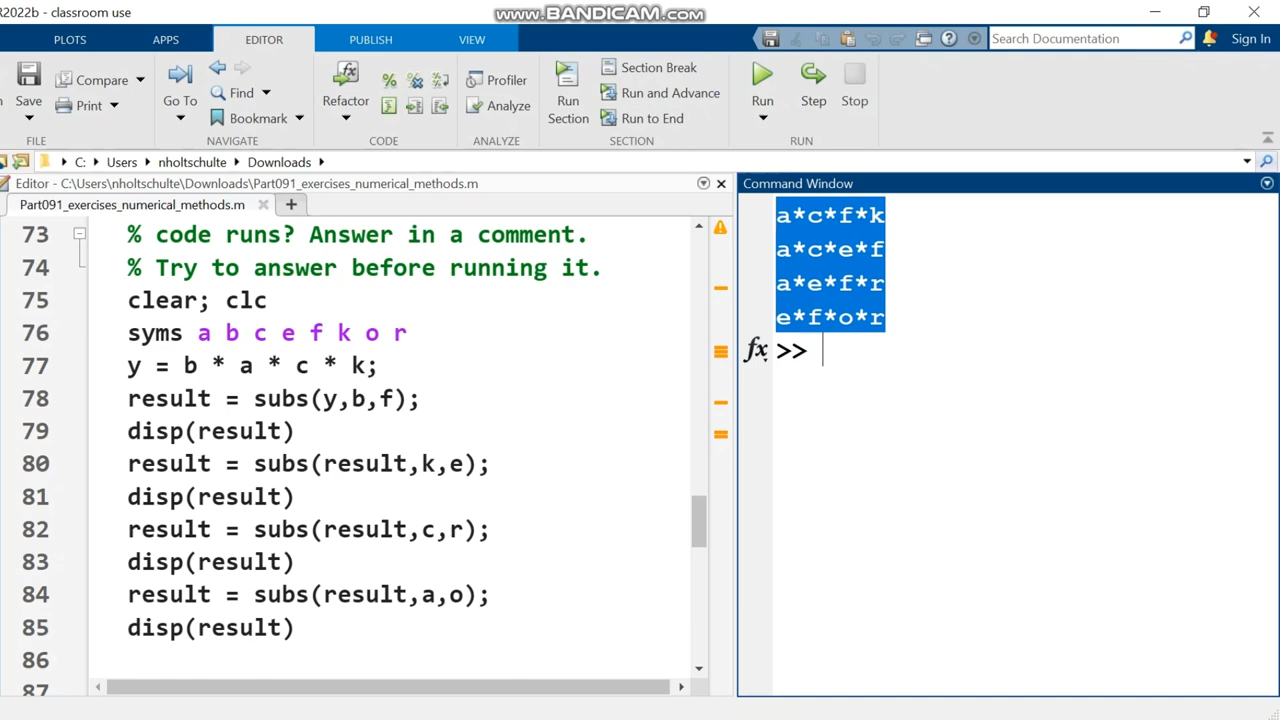 R2022b - classroom use
www.BANDICAM.com
PLOTS APPS EDITOR PUBLISH VIEW
Search Documentation
Sign In
Save Compare Print
Go To Find Bookmark
Refactor
Profiler Analyze
Run Section
Section Break
Run and Advance
Run to End
Run Step Stop
FILE NAVIGATE CODE ANALYZE SECTION RUN
C: Users nholtschulte Downloads
Editor - C:\Users\nholtschulte\Downloads\Part091_exercises_numerical_methods.m
Part091_exercises_numerical_methods.m
73 % code runs? Answer in a comment.
74 % Try to answer before running it.
75 clear; clc
76 syms a b c e f k o r
77 y = b * a * c * k;
78 result = subs(y,b,f);
79 disp(result)
80 result = subs(result,k,e);
81 disp(result)
82 result = subs(result,c,r);
83 disp(result)
84 result = subs(result,a,o);
85 disp(result)
86
87
Command Window
a*c*f*k
a*c*e*f
a*e*f*r
e*f*o*r
fx >>